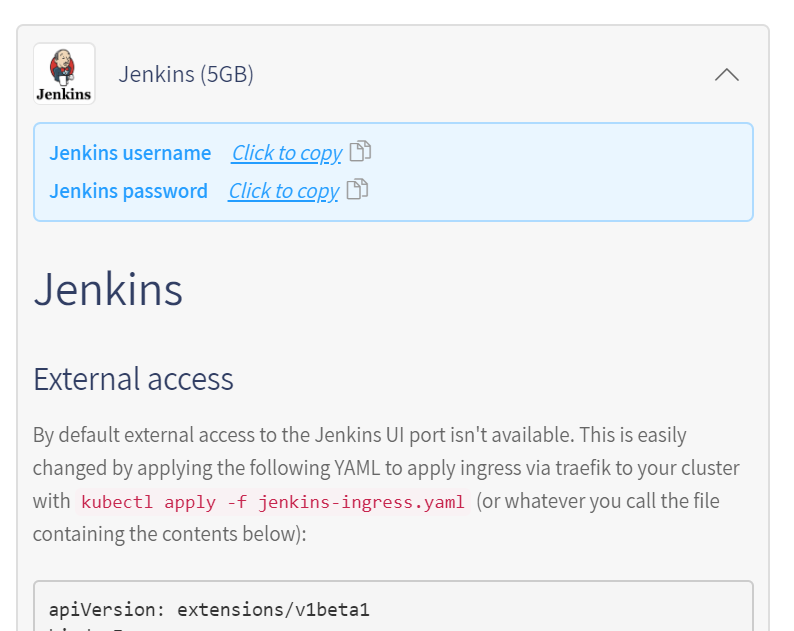 Jenkins
Jenkins (5GB)
Jenkins username Click to copy
Jenkins password Click to copy
Jenkins
External access
By default external access to the Jenkins UI port isn't available. This is easily
changed by applying the following YAML to apply ingress via traefik to your cluster
with kubectl apply -f jenkins-ingress.yaml (or whatever you call the file
containing the contents below):
apiVersion: extensions/v1beta1